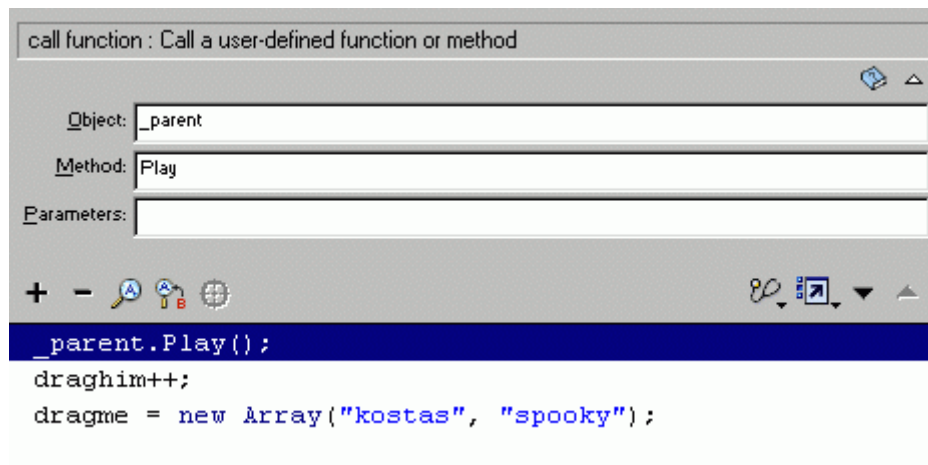 call function : Call a user-defined function or method
Object: _parent
Method: Play
Parameters:
_parent.Play();
draghim++;
dragme = new Array("kostas", "spooky");